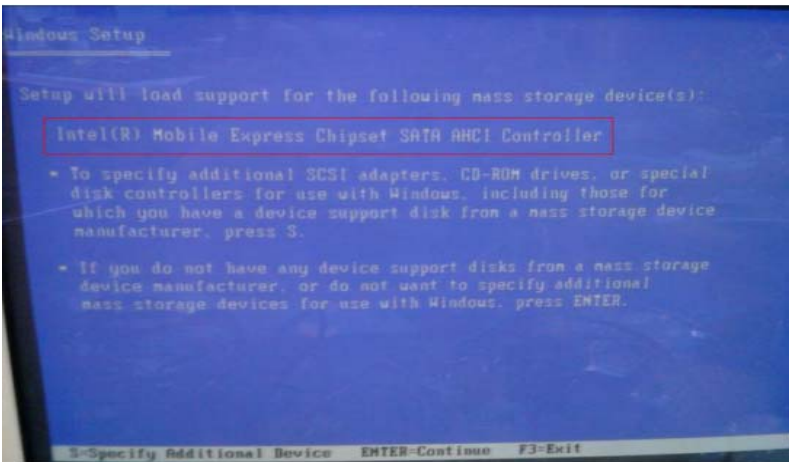 Windows Setup
Setup will load support for the following mass storage device(s):
Intel(R) Mobile Express Chipset SATA AHCI Controller
• To specify additional SCSI adapters, CD-ROM drives, or special
disk controllers for use with Windows, including those for
which you have a device support disk from a mass storage device
manufacturer, press S.
• If you do not have any device support disks from a mass storage
device manufacturer, or do not want to specify additional
mass storage devices for use with Windows, press ENTER.
S=Specify Additional Device ENTER=Continue F3=Exit